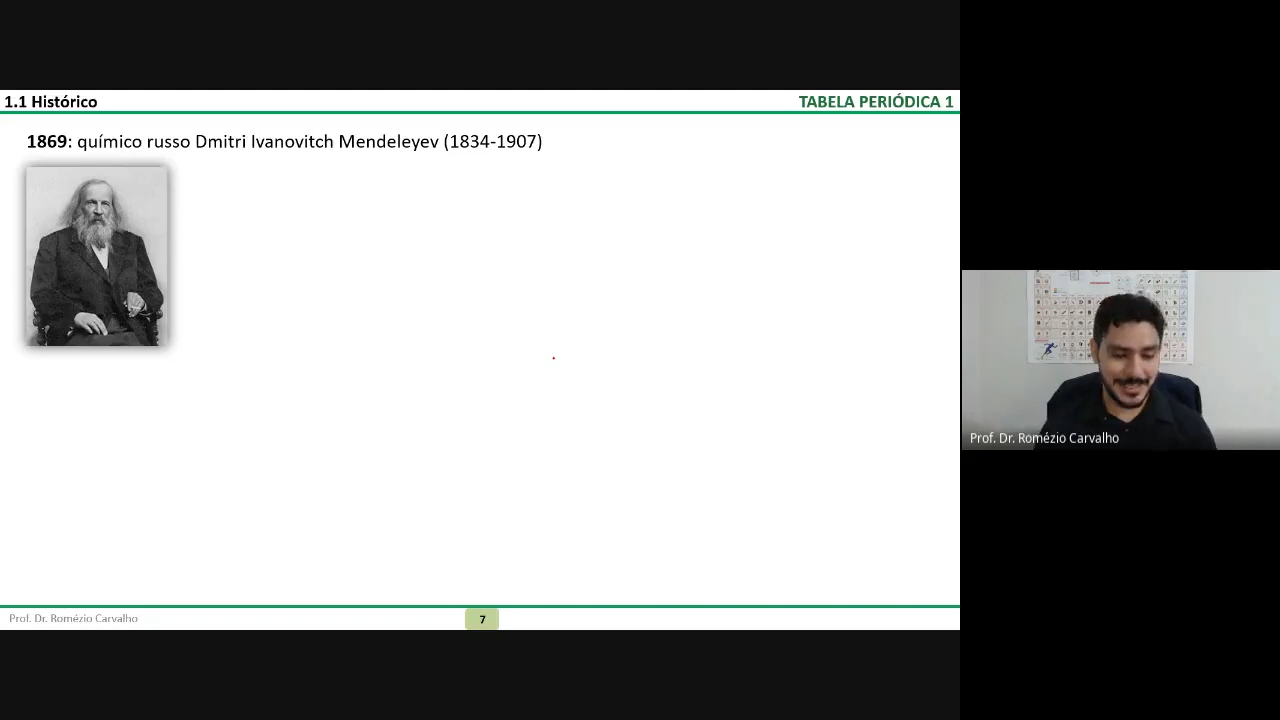 1.1 Histórico
TABELA PERIÓDICA 1
1869: químico russo Dmitri Ivanovitch Mendeleyev (1834-1907)
Prof. Dr. Romézio Carvalho
Prof. Dr. Romézio Carvalho
7